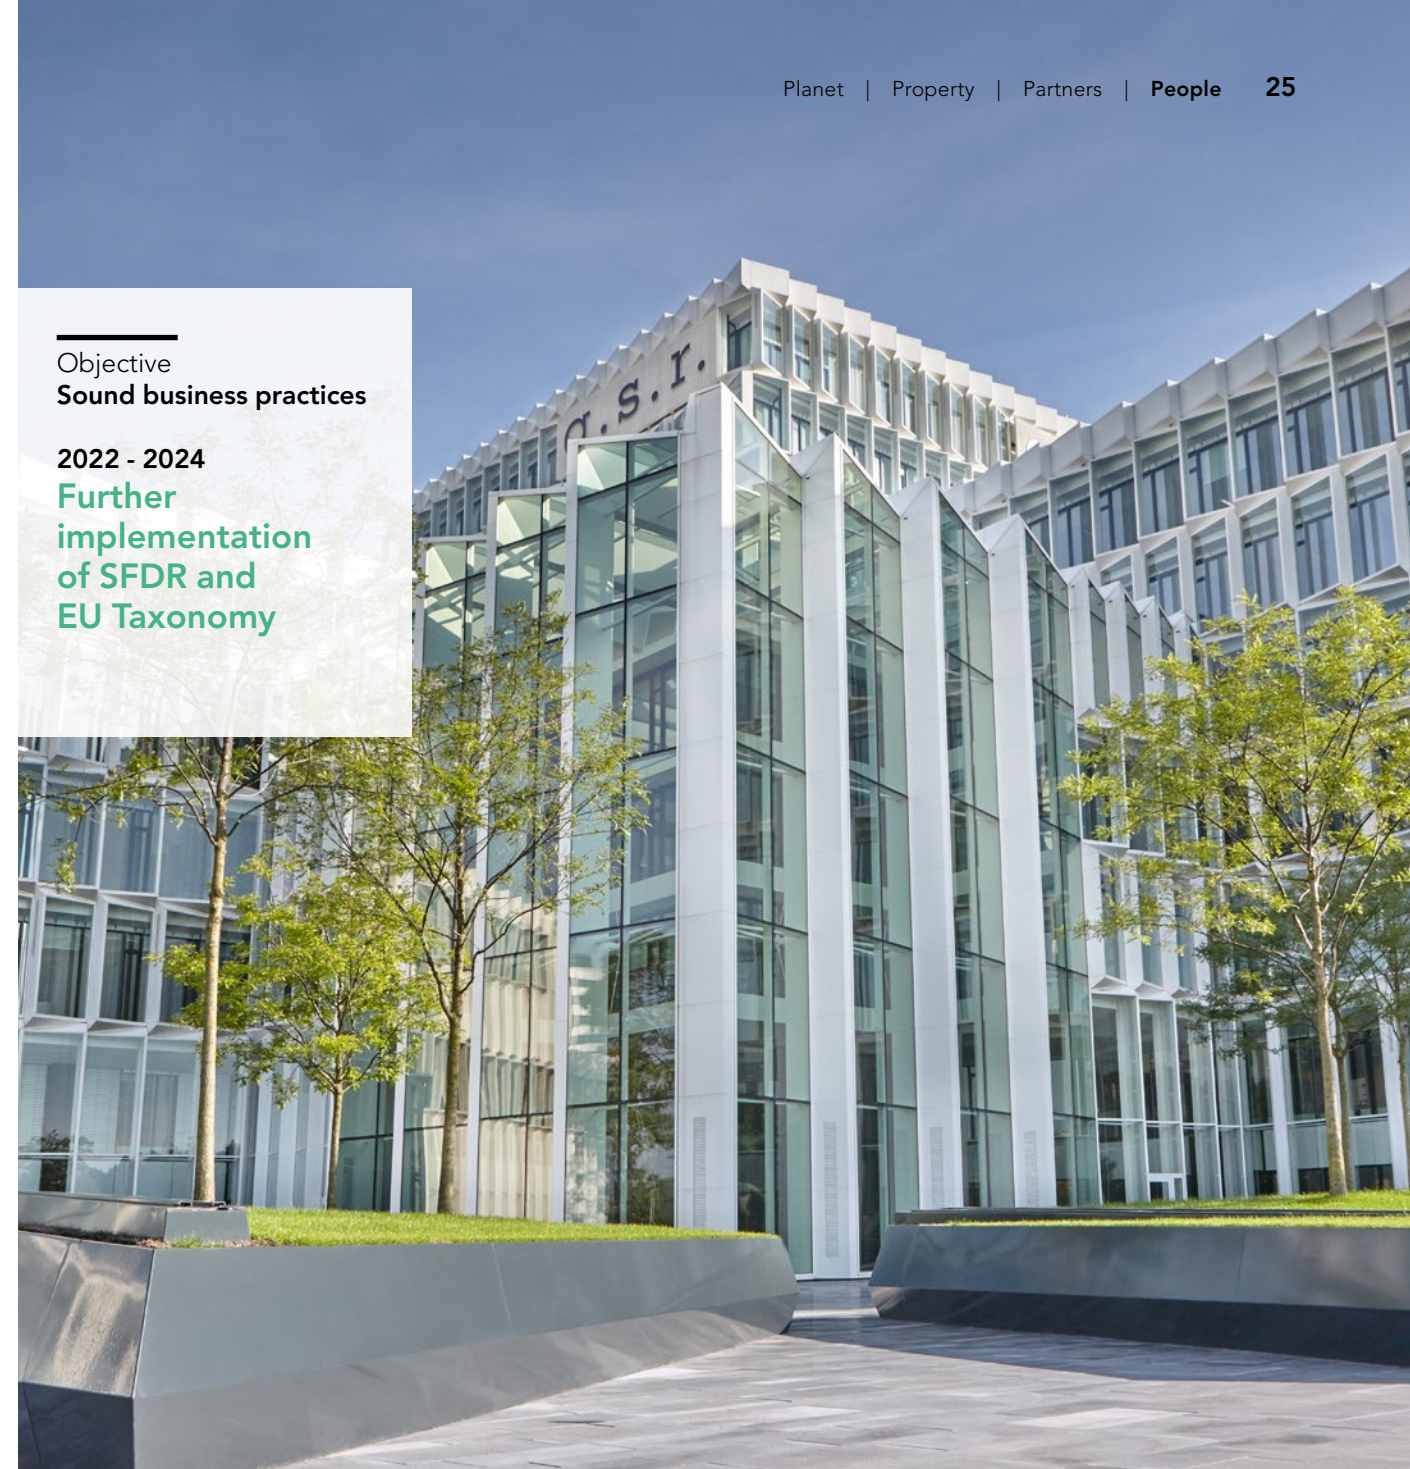 Planet | Property | Partners | People 25
a.s.r.
Objective
Sound business practices
2022 - 2024
Further
implementation
of SFDR and
EU Taxonomy